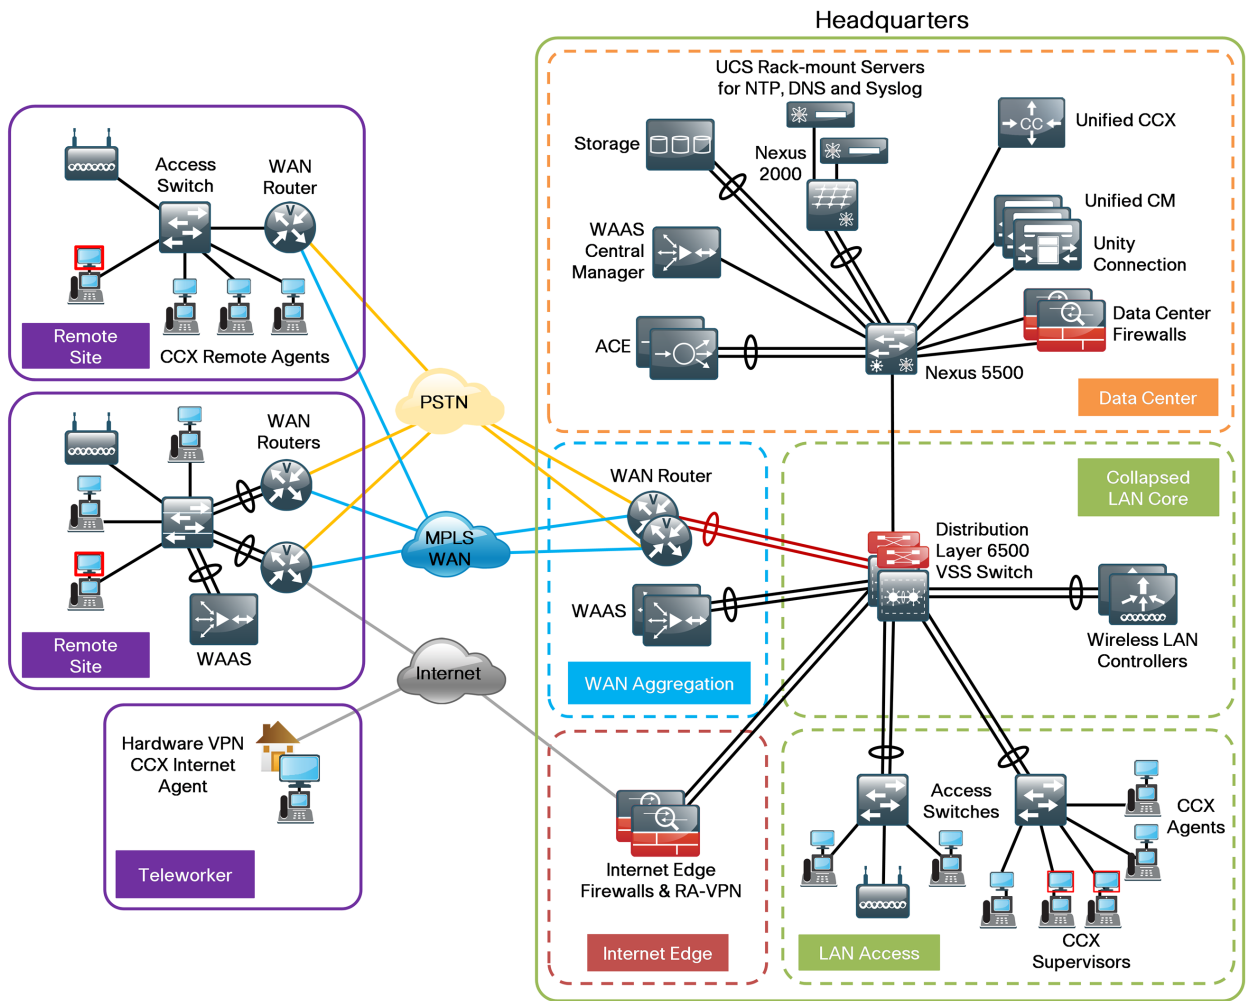 Headquarters
UCS Rack-mount Servers
for NTP, DNS and Syslog
Storage
Nexus
2000
CC
Unified CCX
WAAS
Central
Manager
Unified CM
Unity
Connection
ACE
Data Center
Firewalls
Nexus 5500
Data Center
Access
Switch
WAN
Router
V
Remote
Site
CCX Remote Agents
PSTN
WAN
Routers
V
V
MPLS
WAN
Remote
Site
WAAS
Internet
Hardware VPN
CCX Internet
Agent
Teleworker
WAN Router
V
V
WAAS
WAN Aggregation
Collapsed
LAN Core
Distribution
Layer 6500
VSS Switch
Wireless LAN
Controllers
Internet Edge
Firewalls & RA-VPN
Internet Edge
Access
Switches
CCX
Agents
CCX
Supervisors
LAN Access